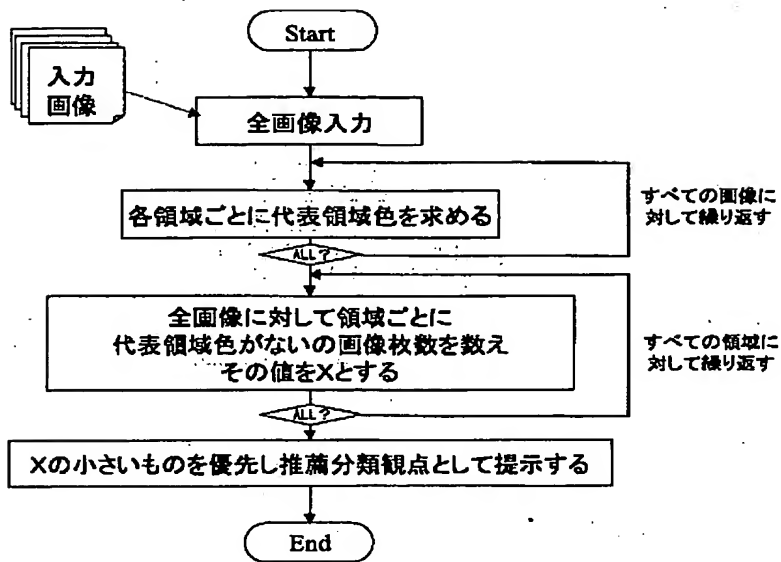 Start
入力
画像
全画像入力
各領域ごとに代表領域色を求める
すべての画像に
対して繰り返す
ALL?
全画像に対して領域ごとに
代表領域色がないの画像枚数を数え
その値をXとする
すべての領域に
対して繰り返す
ALL?
Xの小さいものを優先し推薦分類観点として提示する
End